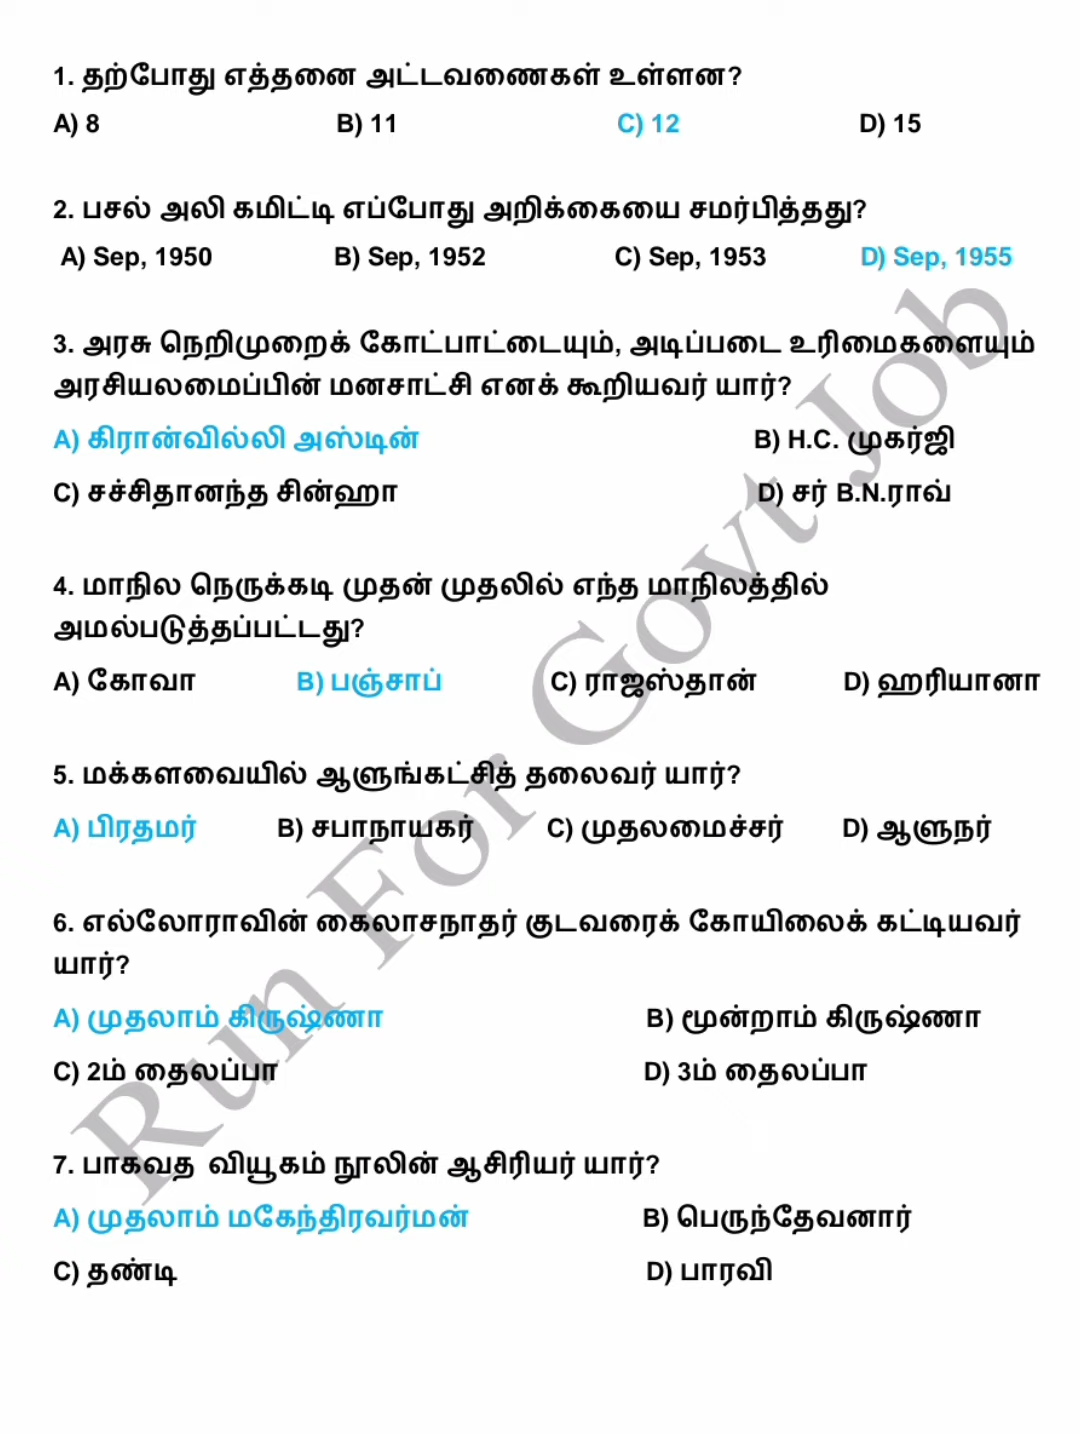 1. தற்போது எத்தனை அட்டவணைகள் உள்ளன?
A) 8 B) 11 C) 12 D) 15
2. பசல் அலி கமிட்டி எப்போது அறிக்கையை சமர்பித்தது?
A) Sep, 1950 B) Sep, 1952 C) Sep, 1953 D) Sep, 1955
3. அரசு நெறிமுறைக் கோட்பாட்டையும், அடிப்படை உரிமைகளையும்
அரசியலமைப்பின் மனசாட்சி எனக் கூறியவர் யார்?
A) கிரான்வில்லி அஸ்டின் B) H.C. முகர்ஜி
C) சச்சிதானந்த சின்ஹா D) சர் B.N.ராவ்
4. மாநில நெருக்கடி முதன் முதலில் எந்த மாநிலத்தில்
அமல்படுத்தப்பட்டது?
A) கோவா B) பஞ்சாப் C) ராஜஸ்தான் D) ஹரியானா
5. மக்களவையில் ஆளுங்கட்சித் தலைவர் யார்?
A) பிரதமர் B) சபாநாயகர் C) முதலமைச்சர் D) ஆளுநர்
6. எல்லோராவின் கைலாசநாதர் குடவரைக் கோயிலைக் கட்டியவர்
யார்?
A) முதலாம் கிருஷ்ணா B) மூன்றாம் கிருஷ்ணா
C) 2ம் தைலப்பா D) 3ம் தைலப்பா
7. பாகவத வியூகம் நூலின் ஆசிரியர் யார்?
A) முதலாம் மகேந்திரவர்மன் B) பெருந்தேவனார்
C) தண்டி D) பாரவி
Run For Govt Job